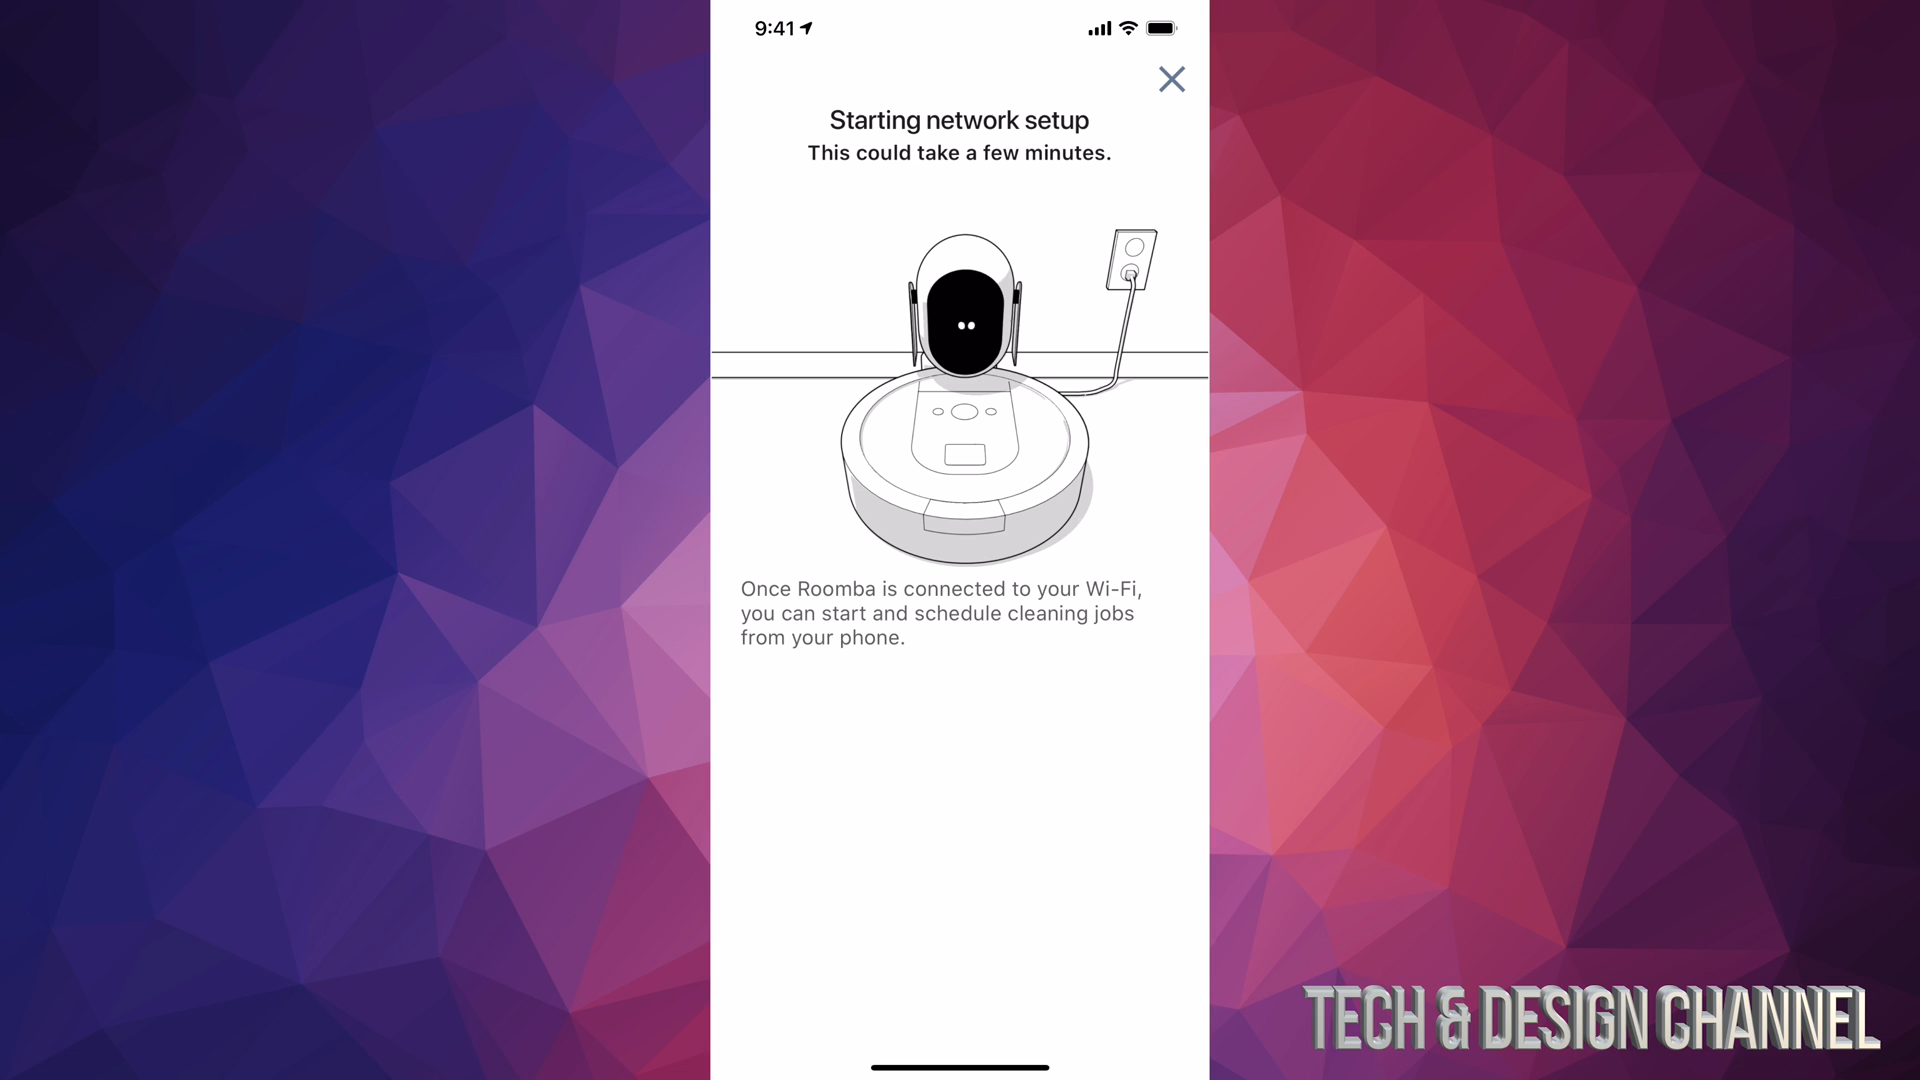 9:41
Starting network setup
This could take a few minutes.
Once Roomba is connected to your Wi-Fi,
you can start and schedule cleaning jobs
from your phone.
TECH & DESIGN CHANNEL